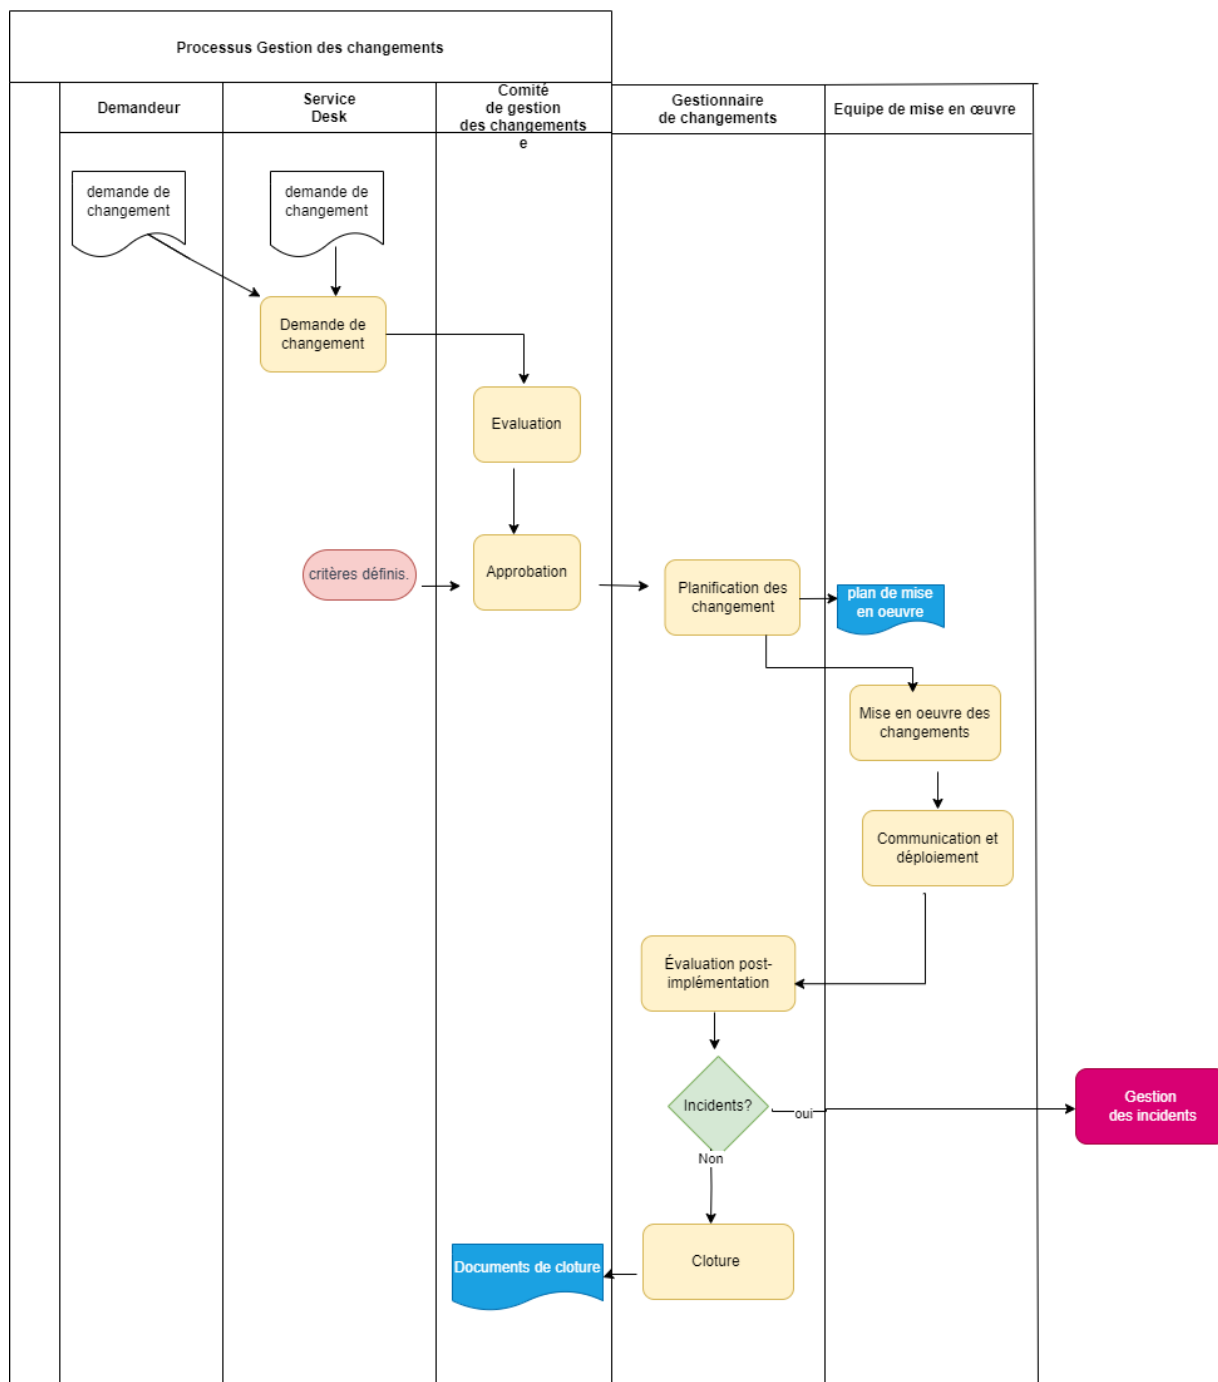 Processus Gestion des changements
Demandeur
Service
Desk
Comité
de gestion
des changements
e
Gestionnaire
de changements
Equipe de mise en œuvre
demande de
changement
demande de
changement
Demande de
changement
Evaluation
critères définis.
Approbation
Planification des
changement
plan de mise
en oeuvre
Mise en oeuvre des
changements
Communication et
déploiement
Évaluation post-
implémentation
Incidents?
oui
Gestion
des incidents
Non
Cloture
Documents de cloture